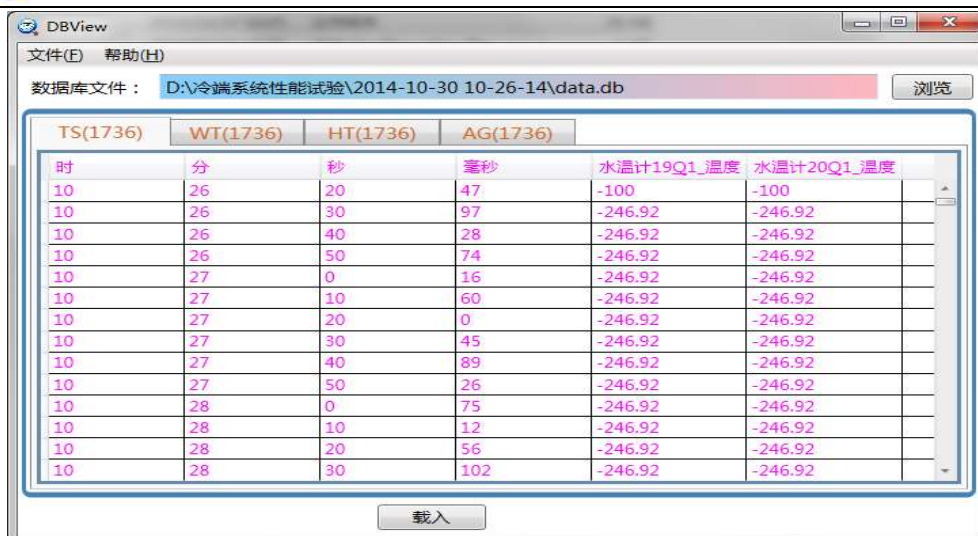 DBView
文件(F) 帮助(H)
数据库文件： D:\冷端系统性能试验\2014-10-30 10-26-14\data.db 浏览
TS(1736) WT(1736) HT(1736) AG(1736)
时 分 秒 毫秒 水温计19Q1_温度 水温计20Q1_温度
10 26 20 47 -100 -100
10 26 30 97 -246.92 -246.92
10 26 40 28 -246.92 -246.92
10 26 50 74 -246.92 -246.92
10 27 0 16 -246.92 -246.92
10 27 10 60 -246.92 -246.92
10 27 20 0 -246.92 -246.92
10 27 30 45 -246.92 -246.92
10 27 40 89 -246.92 -246.92
10 27 50 26 -246.92 -246.92
10 28 0 75 -246.92 -246.92
10 28 10 12 -246.92 -246.92
10 28 20 56 -246.92 -246.92
10 28 30 102 -246.92 -246.92
载入